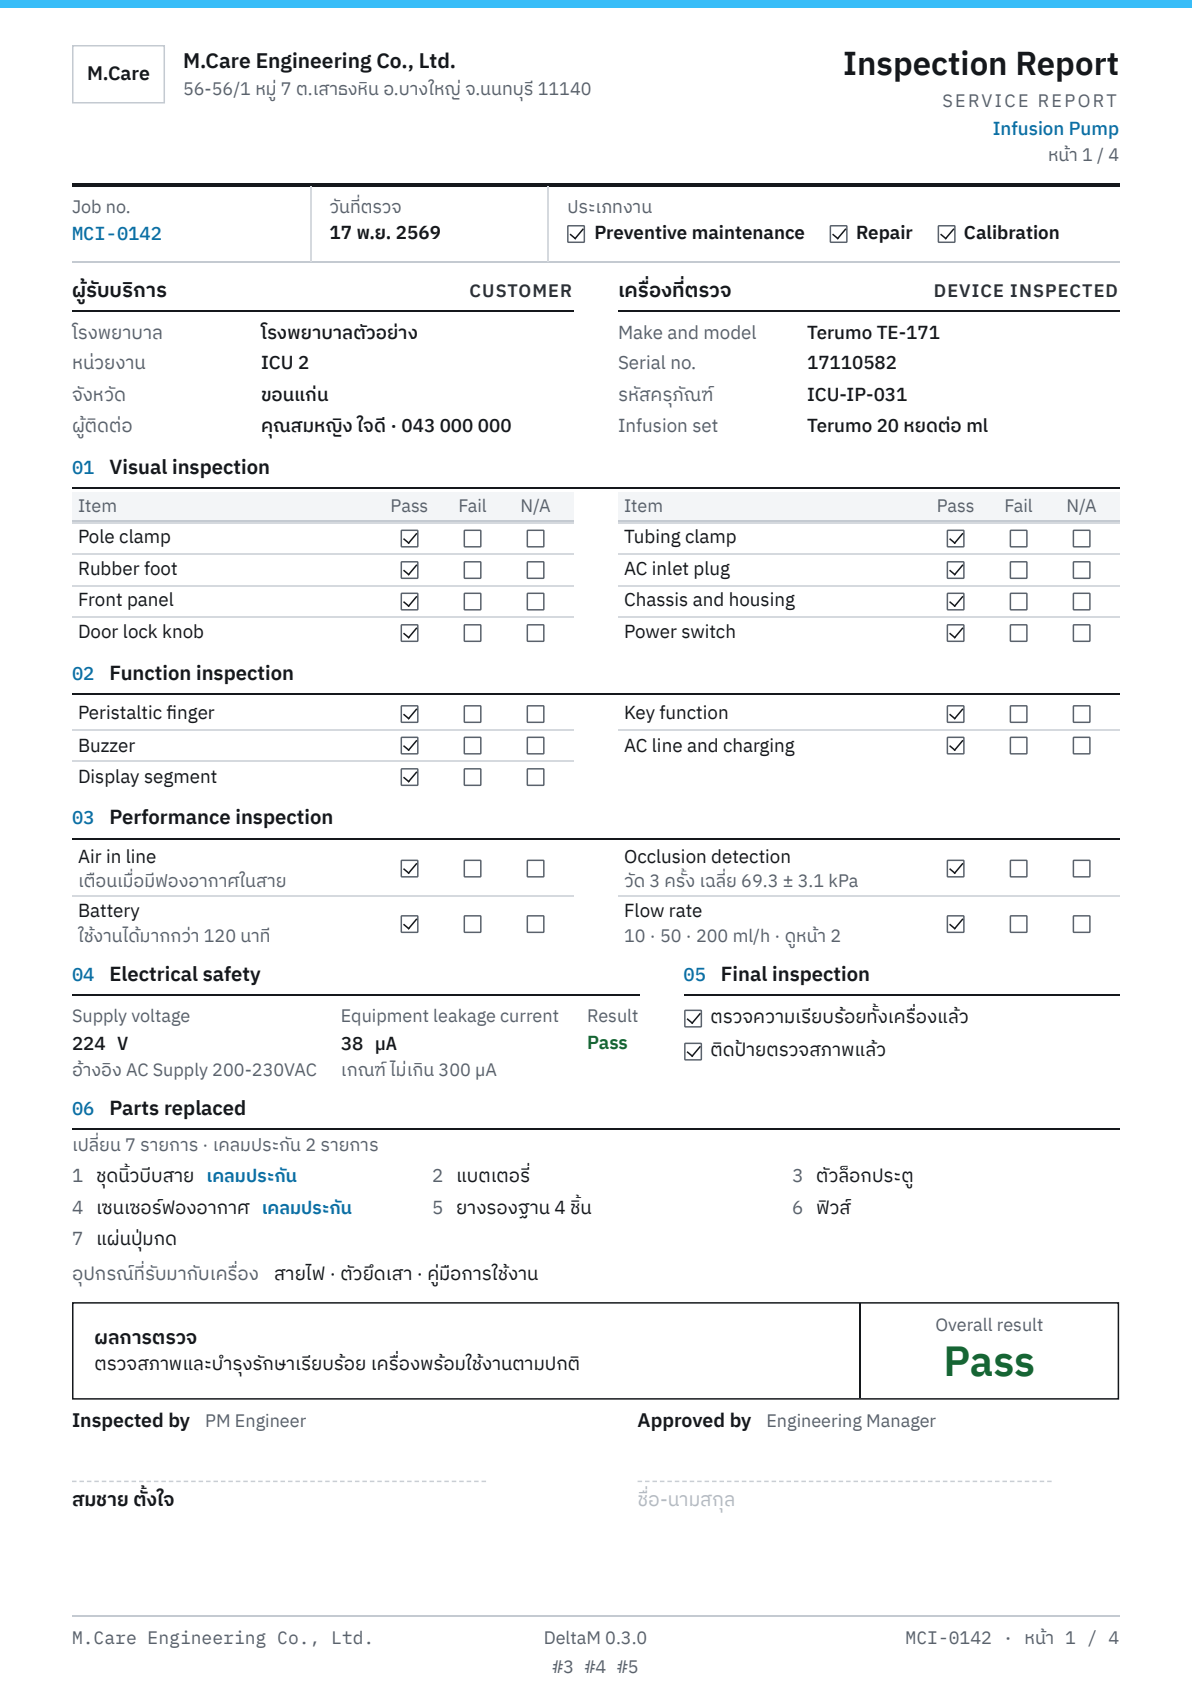 M.Care
M.Care Engineering Co., Ltd.
56-56/1 หมู่ 7 ต.เสาธงหิน อ.บางใหญ่ จ.นนทบุรี 11140
Inspection Report
SERVICE REPORT
Infusion Pump
หน้า 1 / 4
Job no.
MCI-0142
วันที่ตรวจ
17 พ.ย. 2569
ประเภทงาน
Preventive maintenance Repair Calibration
ผู้รับบริการ CUSTOMER
โรงพยาบาล โรงพยาบาลตัวอย่าง
หน่วยงาน ICU 2
จังหวัด ขอนแก่น
ผู้ติดต่อ คุณสมหญิง ใจดี · 043 000 000
เครื่องที่ตรวจ DEVICE INSPECTED
Make and model Terumo TE-171
Serial no. 17110582
รหัสครุภัณฑ์ ICU-IP-031
Infusion set Terumo 20 หยดต่อ ml
01 Visual inspection
Item Pass Fail N/A Item Pass Fail N/A
Pole clamp Tubing clamp
Rubber foot AC inlet plug
Front panel Chassis and housing
Door lock knob Power switch
02 Function inspection
Peristaltic finger Key function
Buzzer AC line and charging
Display segment
03 Performance inspection
Air in line Occlusion detection
เตือนเมื่อมีฟองอากาศในสาย วัด 3 ครั้ง เฉลี่ย 69.3 ± 3.1 kPa
Battery Flow rate
ใช้งานได้มากกว่า 120 นาที 10 · 50 · 200 ml/h · ดูหน้า 2
04 Electrical safety
Supply voltage Equipment leakage current Result
224 V 38 µA Pass
อ้างอิง AC Supply 200-230VAC เกณฑ์ ไม่เกิน 300 µA
05 Final inspection
ตรวจความเรียบร้อยทั้งเครื่องแล้ว
ติดป้ายตรวจสภาพแล้ว
06 Parts replaced
เปลี่ยน 7 รายการ · เคลมประกัน 2 รายการ
1 ชุดนิ้วบีบสาย เคลมประกัน 2 แบตเตอรี่ 3 ตัวล็อกประตู
4 เซนเซอร์ฟองอากาศ เคลมประกัน 5 ยางรองฐาน 4 ชิ้น 6 ฟิวส์
7 แผ่นปุ่มกด
อุปกรณ์ที่รับมากับเครื่อง สายไฟ · ตัวยึดเสา · คู่มือการใช้งาน
ผลการตรวจ
ตรวจสภาพและบำรุงรักษาเรียบร้อย เครื่องพร้อมใช้งานตามปกติ
Overall result
Pass
Inspected by PM Engineer
Approved by Engineering Manager
สมชาย ตั้งใจ
ชื่อ-นามสกุล
M.Care Engineering Co., Ltd. DeltaM 0.3.0 MCI-0142 · หน้า 1 / 4
#3 #4 #5